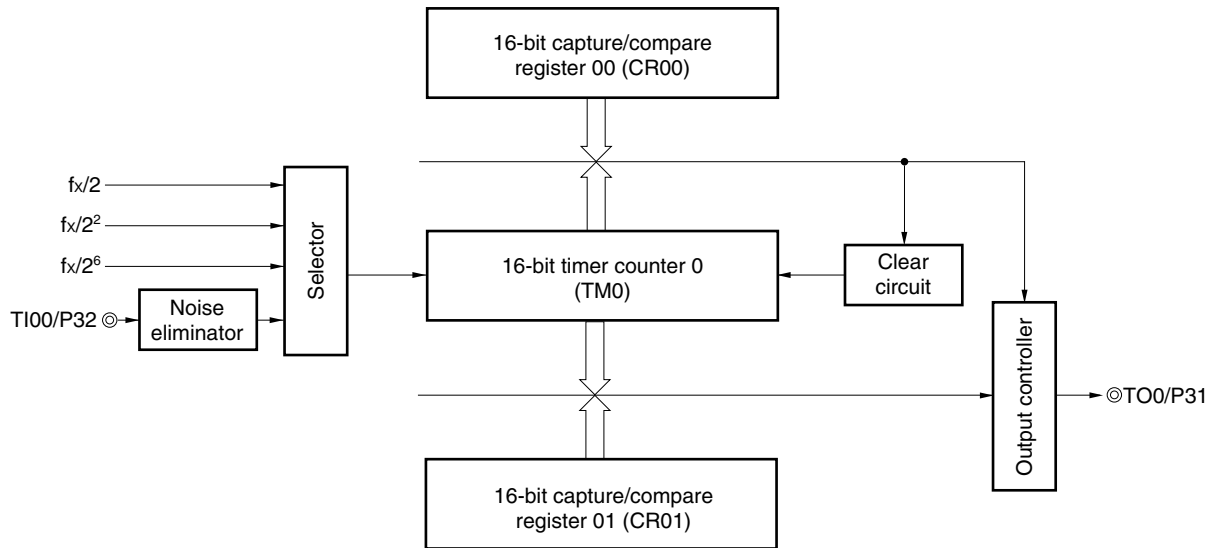 16-bit capture/compare
register 00 (CR00)
fx/2
fx/2²
fx/2⁶
TI00/P32
Noise
eliminator
Selector
16-bit timer counter 0
(TM0)
Clear
circuit
Output controller
TO0/P31
16-bit capture/compare
register 01 (CR01)